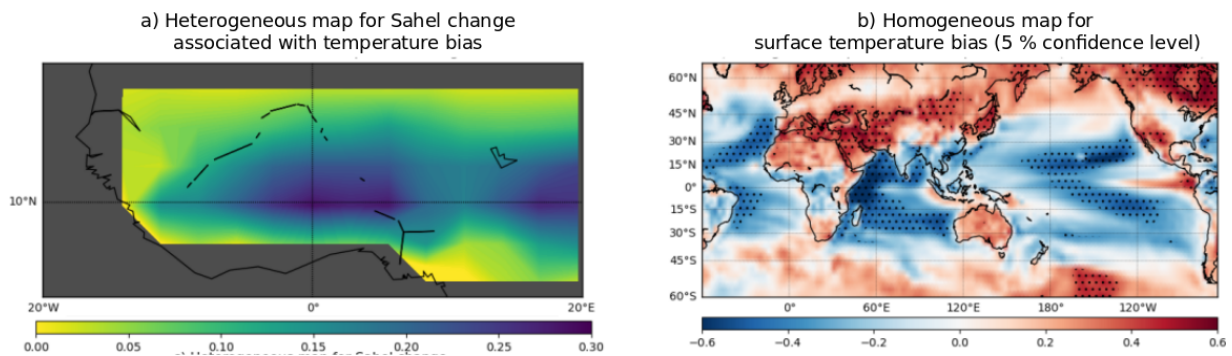 a) Heterogeneous map for Sahel change
associated with temperature bias
10°N
20°W 0° 20°E
0.00 0.05 0.10 0.15 0.20 0.25 0.30
b) Homogeneous map for
surface temperature bias (5 % confidence level)
60°N
45°N
30°N
15°N
0°
15°S
30°S
45°S
60°S
0° 60°E 120°E 180° 120°W
−0.6 −0.4 −0.2 0.0 0.2 0.4 0.6